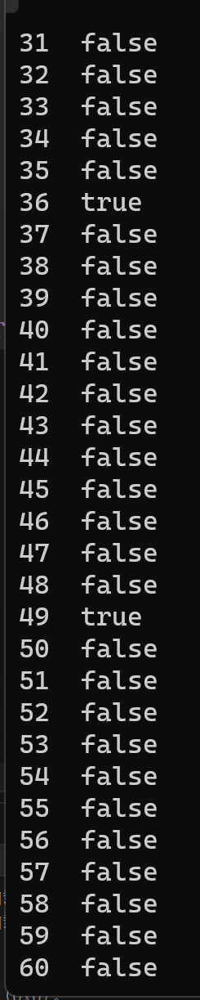 31 false
32 false
33 false
34 false
35 false
36 true
37 false
38 false
39 false
40 false
41 false
42 false
43 false
44 false
45 false
46 false
47 false
48 false
49 true
50 false
51 false
52 false
53 false
54 false
55 false
56 false
57 false
58 false
59 false
60 false